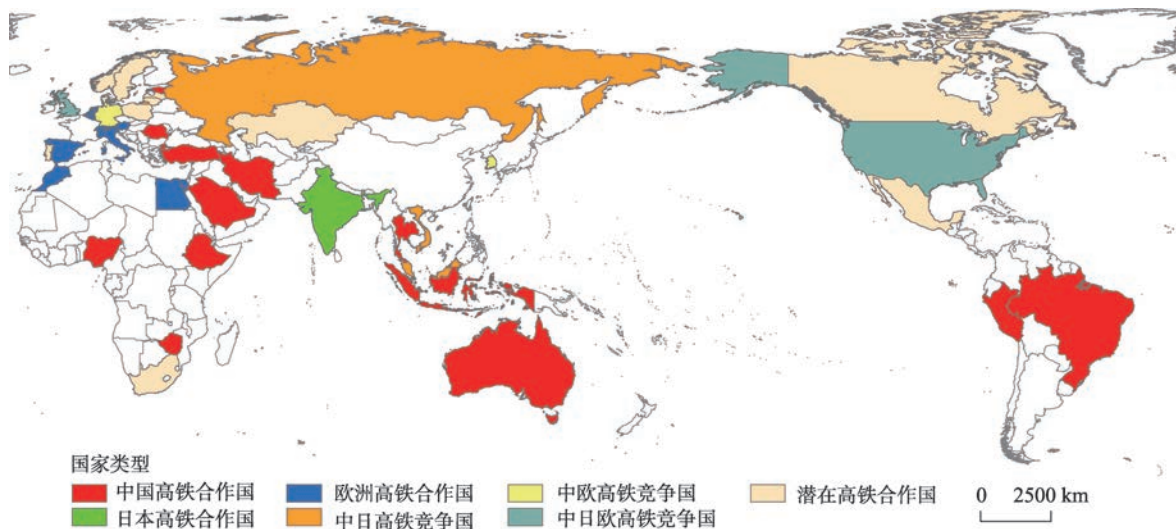 国家类型
中国高铁合作国 欧洲高铁合作国 中欧高铁竞争国 潜在高铁合作国
日本高铁合作国 中日高铁竞争国 中日欧高铁竞争国
0 2500 km